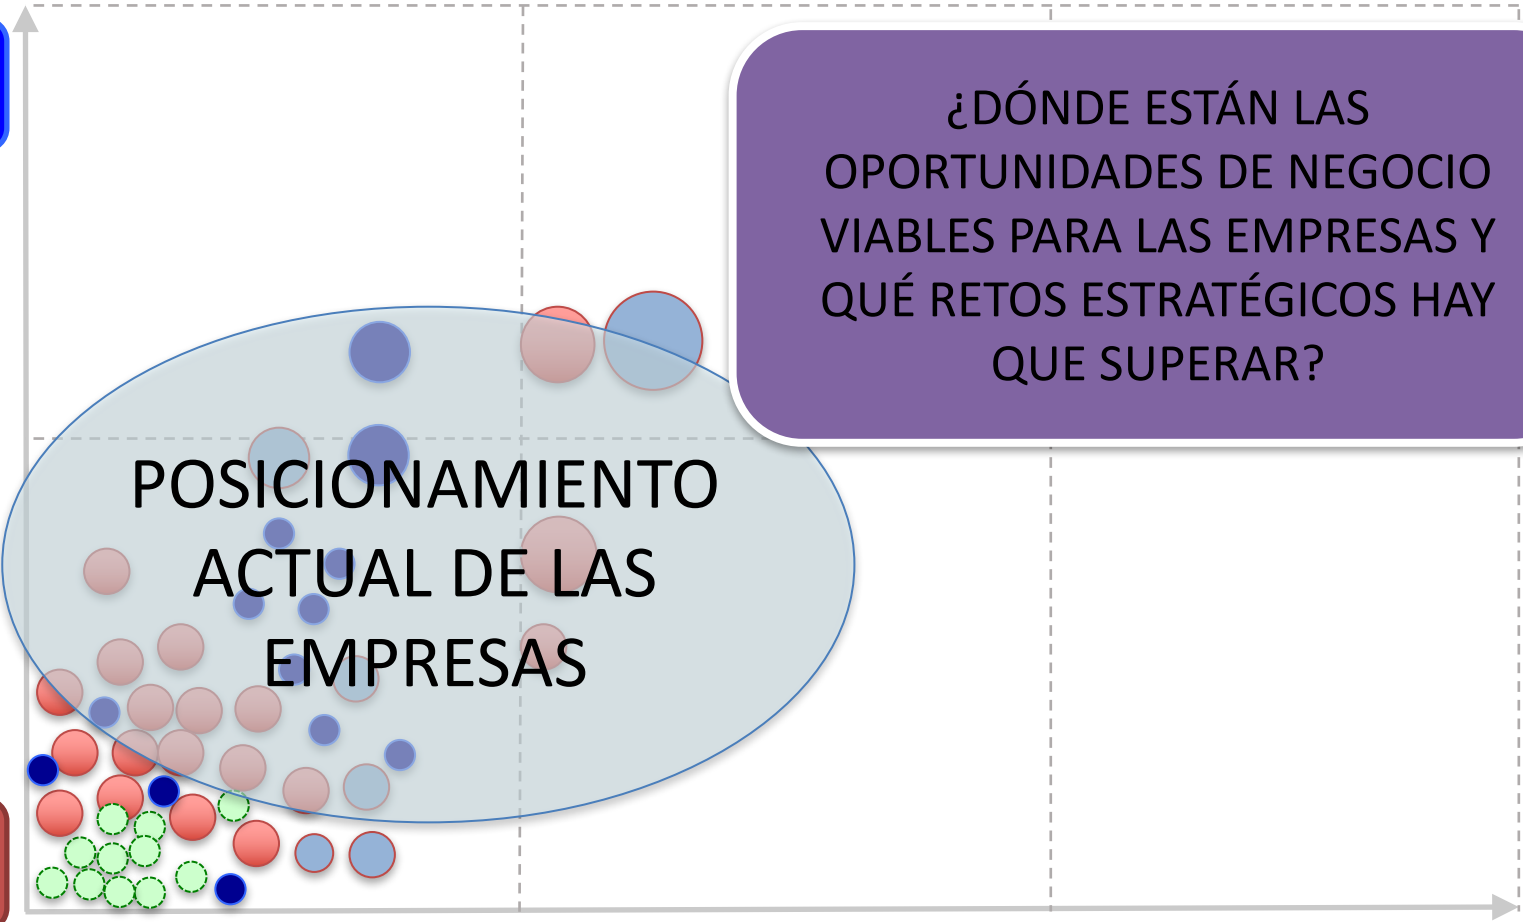 ¿DÓNDE ESTÁN LAS
OPORTUNIDADES DE NEGOCIO
VIABLES PARA LAS EMPRESAS Y
QUÉ RETOS ESTRATÉGICOS HAY
QUE SUPERAR?
POSICIONAMIENTO
ACTUAL DE LAS
EMPRESAS